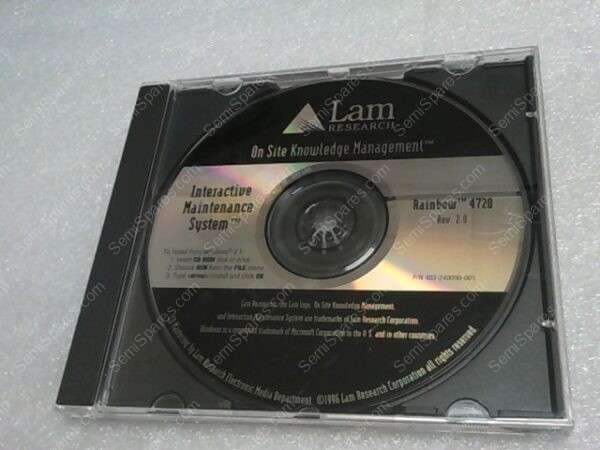 Lam
RESEARCH
On Site Knowledge Management™
Interactive
Maintenance
System™
Rainbow™ 4720
Rev. 2.0
To install from Windows® 3.1
1. Insert CD ROM disk in drive
2. Choose RUN from the FILE menu
3. Type <drive>:\install and click OK
P/N 403-240090-001
Lam Research, the Lam logo, On Site Knowledge Management,
and Interactive Maintenance System are trademarks of Lam Research Corporation.
Windows is a registered trademark of Microsoft Corporation in the U.S. and in other countries.
by Lam Research Electronic Media Department ©1996 Lam Research Corporation all rights reserved.
SemiSpares.com